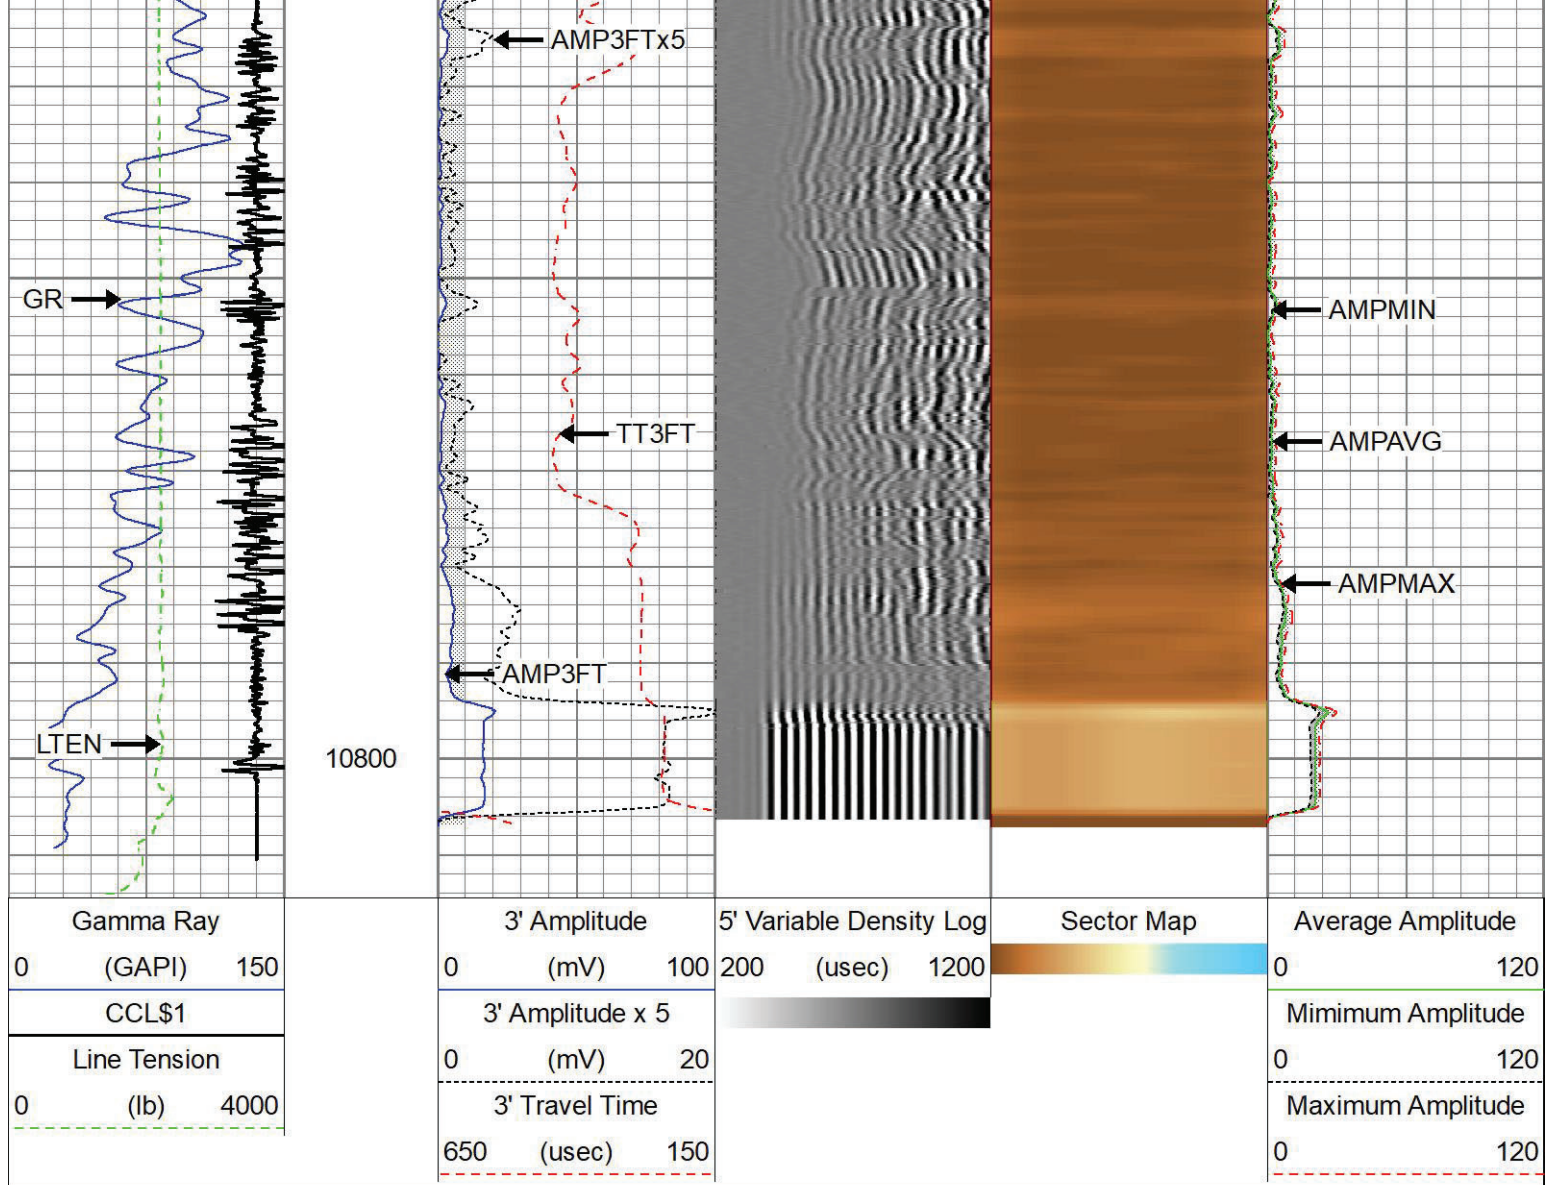 AMP3FTx5
GR
AMPMIN
TT3FT
AMPAVG
AMPMAX
AMP3FT
LTEN
10800
Gamma Ray
0 (GAPI) 150
CCL$1
Line Tension
0 (lb) 4000
3' Amplitude
0 (mV) 100
3' Amplitude x 5
0 (mV) 20
3' Travel Time
650 (usec) 150
5' Variable Density Log
200 (usec) 1200
Sector Map
Average Amplitude
0 120
Mimimum Amplitude
0 120
Maximum Amplitude
0 120